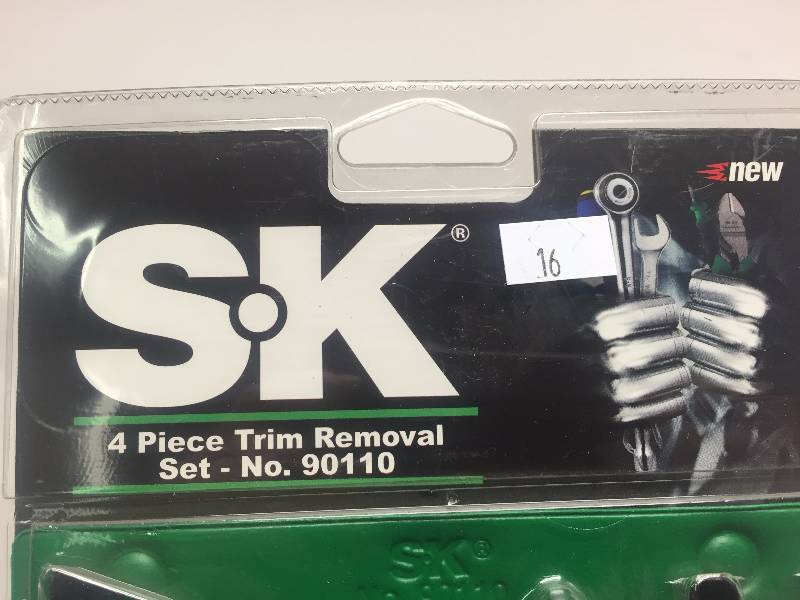 new
S·K®
16
4 Piece Trim Removal
Set - No. 90110
S·K®